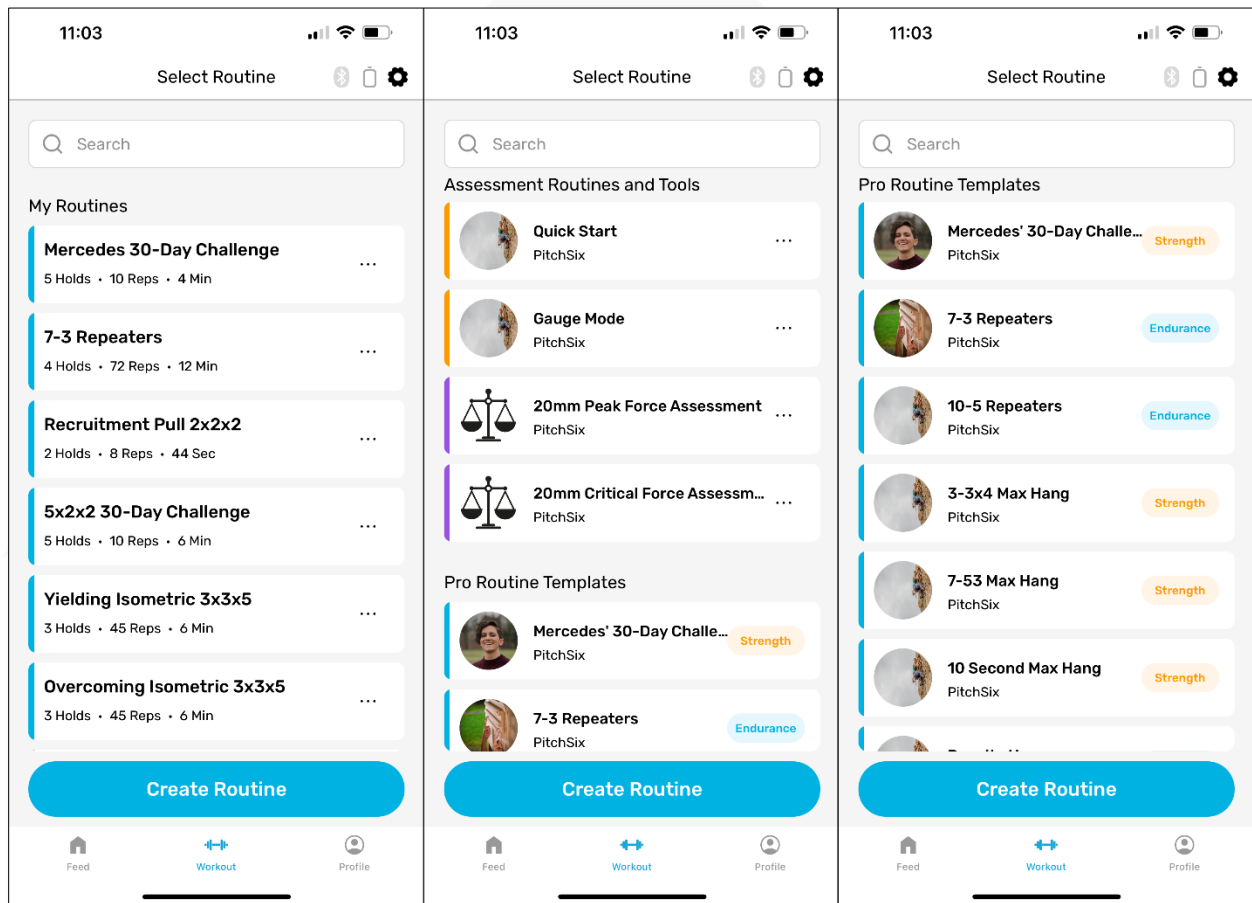 11:03
Select Routine
Search
My Routines
Mercedes 30-Day Challenge
5 Holds • 10 Reps • 4 Min
...
7-3 Repeaters
4 Holds • 72 Reps • 12 Min
...
Recruitment Pull 2x2x2
2 Holds • 8 Reps • 44 Sec
...
5x2x2 30-Day Challenge
5 Holds • 10 Reps • 6 Min
...
Yielding Isometric 3x3x5
3 Holds • 45 Reps • 6 Min
...
Overcoming Isometric 3x3x5
3 Holds • 45 Reps • 6 Min
...
Create Routine
Feed
Workout
Profile
11:03
Select Routine
Search
Assessment Routines and Tools
Quick Start
PitchSix
...
Gauge Mode
PitchSix
...
20mm Peak Force Assessment
PitchSix
...
20mm Critical Force Assessm...
PitchSix
...
Pro Routine Templates
Mercedes' 30-Day Challe...
PitchSix
Strength
7-3 Repeaters
PitchSix
Endurance
Create Routine
Feed
Workout
Profile
11:03
Select Routine
Search
Pro Routine Templates
Mercedes' 30-Day Challe...
PitchSix
Strength
7-3 Repeaters
PitchSix
Endurance
10-5 Repeaters
PitchSix
Endurance
3-3x4 Max Hang
PitchSix
Strength
7-53 Max Hang
PitchSix
Strength
10 Second Max Hang
PitchSix
Strength
Create Routine
Feed
Workout
Profile